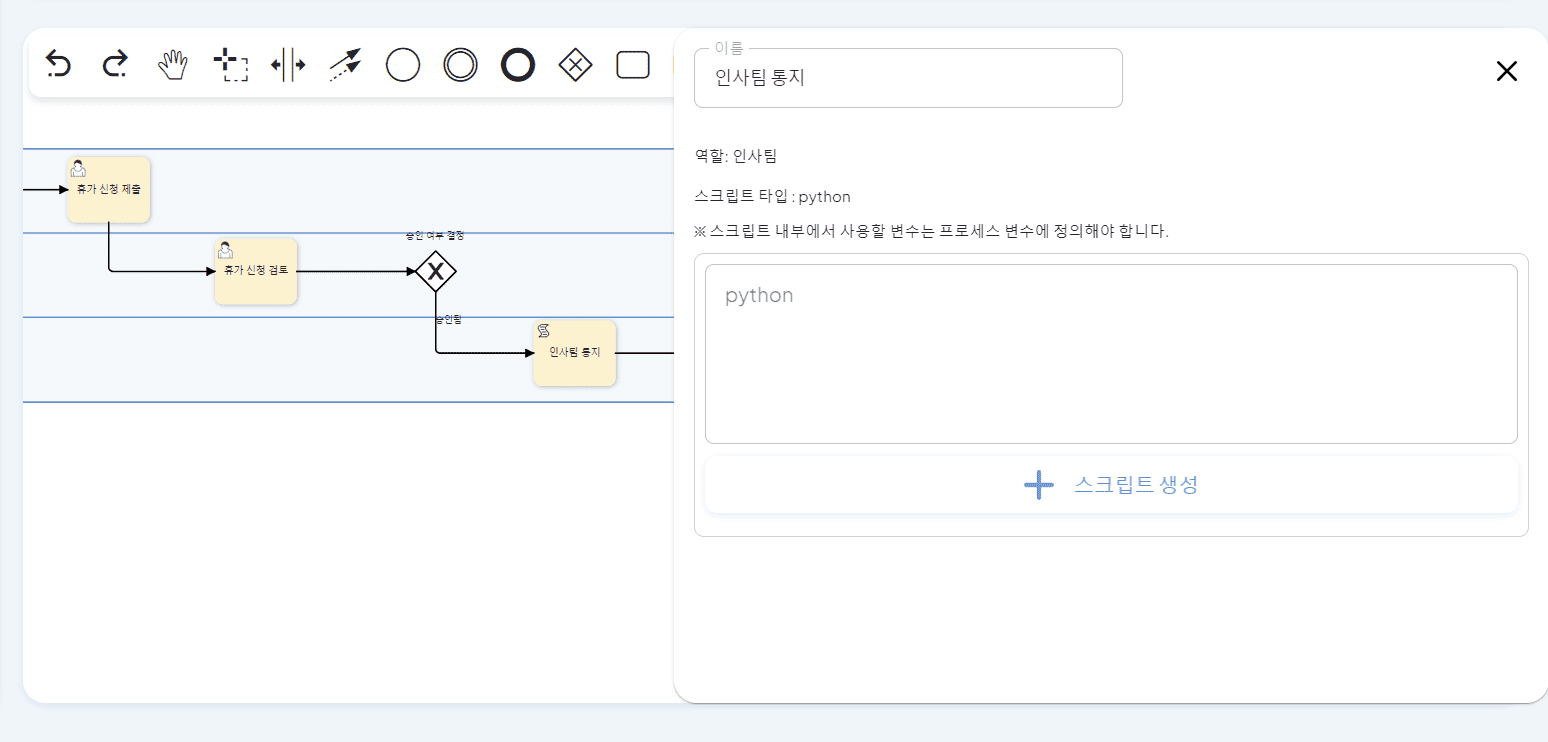 이름
인사팀 통지
역할: 인사팀
스크립트 타입 : python
※ 스크립트 내부에서 사용할 변수는 프로세스 변수에 정의해야 합니다.
python
스크립트 생성
휴가 신청 제출
승인 여부 결정
휴가 신청 검토
승인됨
인사팀 통지